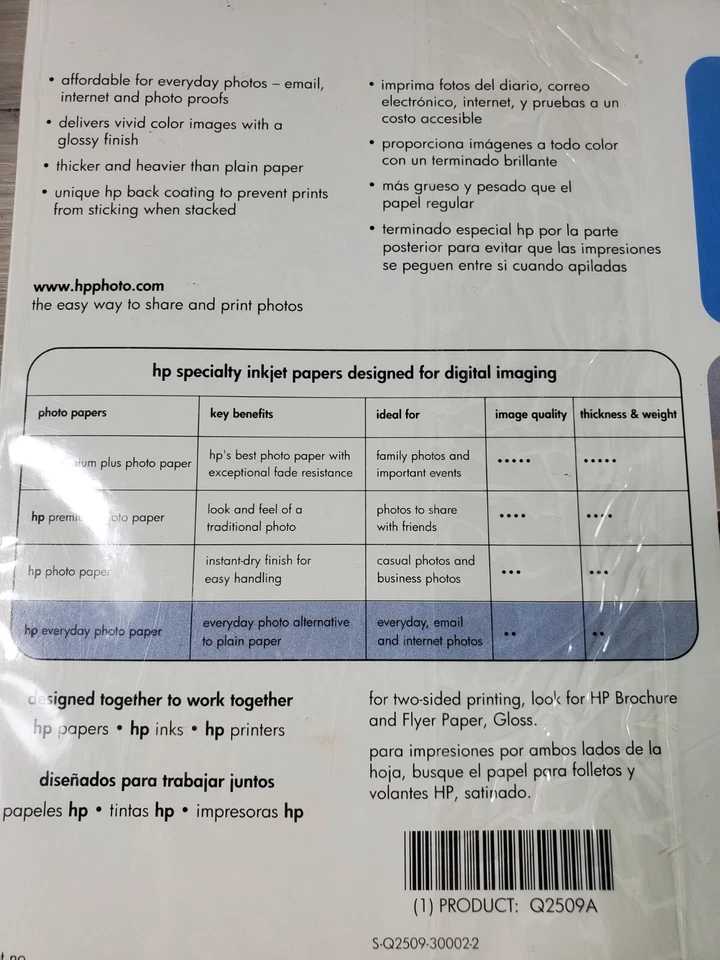 • affordable for everyday photos – email,
internet and photo proofs
• delivers vivid color images with a
glossy finish
• thicker and heavier than plain paper
• unique hp back coating to prevent prints
from sticking when stacked
• imprima fotos del diario, correo
electrónico, internet, y pruebas a un
costo accesible
• proporciona imágenes a todo color
con un terminado brillante
• más grueso y pesado que el
papel regular
• terminado especial hp por la parte
posterior para evitar que las impresiones
se peguen entre si cuando apiladas
www.hpphoto.com
the easy way to share and print photos
hp specialty inkjet papers designed for digital imaging
photo papers key benefits ideal for image quality thickness & weight
plus photo paper hp's best photo paper with family photos and ••••• •••••
exceptional fade resistance important events
hp photo paper look and feel of a photos to share •••• ••••
traditional photo with friends
hp photo paper instant-dry finish for casual photos and ••• •••
easy handling business photos
hp everyday photo paper everyday photo alternative everyday, email •• ••
to plain paper and internet photos
designed together to work together
hp papers • hp inks • hp printers
diseñados para trabajar juntos
papeles hp • tintas hp • impresoras hp
for two-sided printing, look for HP Brochure
and Flyer Paper, Gloss.
para impresiones por ambos lados de la
hoja, busque el papel para folletos y
volantes HP, satinado.
(1) PRODUCT: Q2509A
S-Q2509-30002-2